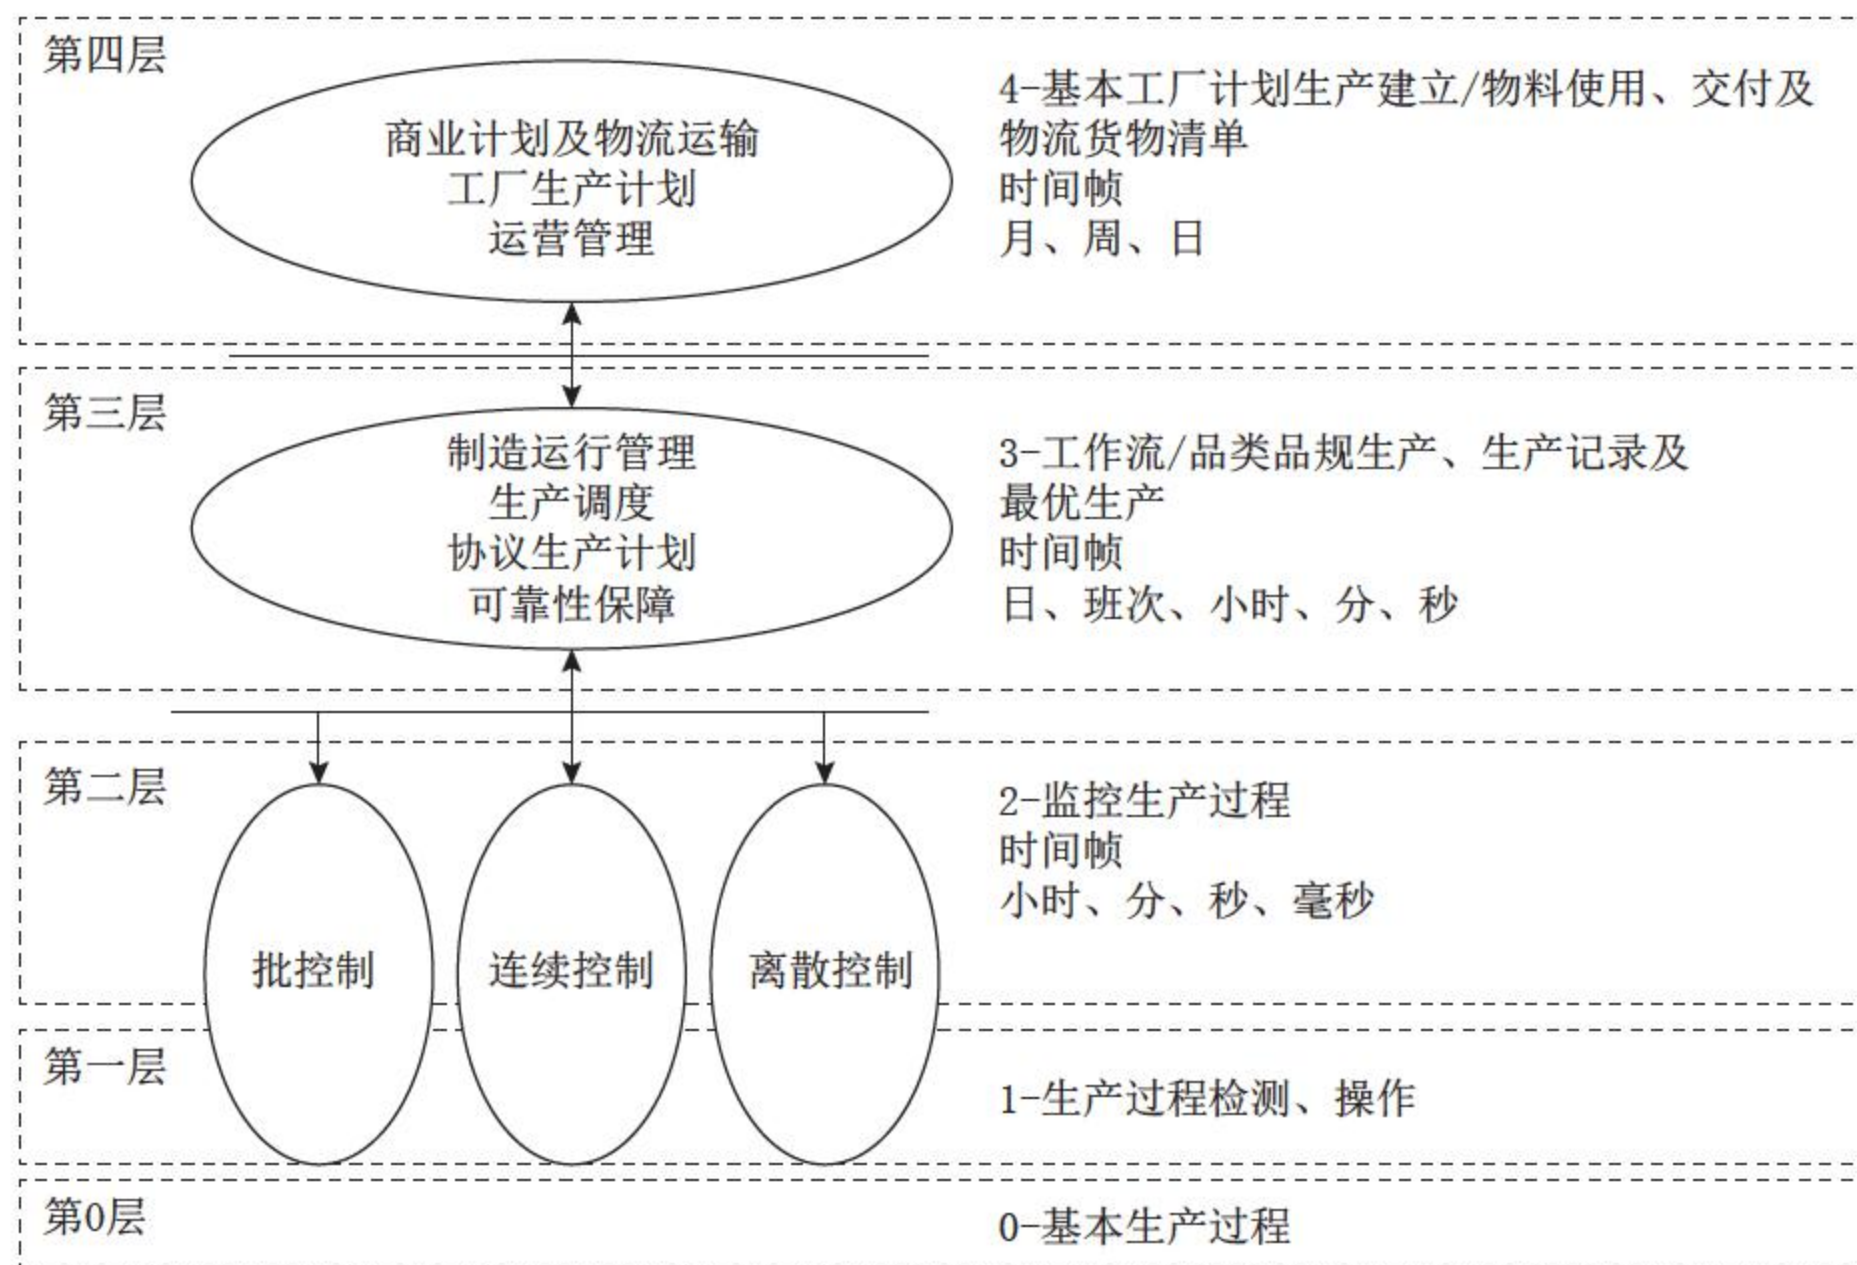 第四层
商业计划及物流运输
工厂生产计划
运营管理
4-基本工厂计划生产建立/物料使用、交付及
物流货物清单
时间帧
月、周、日
第三层
制造运行管理
生产调度
协议生产计划
可靠性保障
3-工作流/品类品规生产、生产记录及
最优生产
时间帧
日、班次、小时、分、秒
第二层
批控制
连续控制
离散控制
2-监控生产过程
时间帧
小时、分、秒、毫秒
第一层
1-生产过程检测、操作
第0层
0-基本生产过程